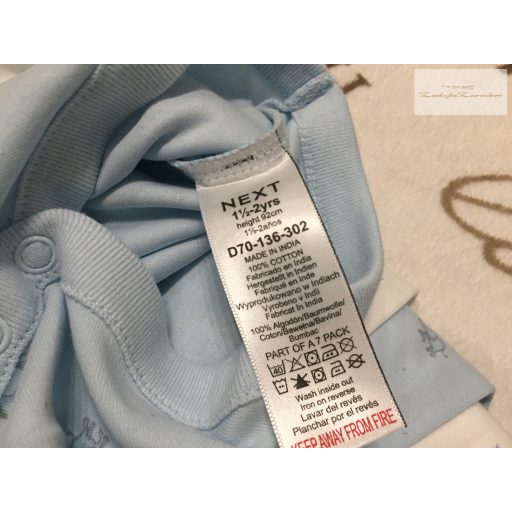 NEXT
1½-2yrs
height 92cm
1½-2años
D70-136-302
MADE IN INDIA
100% COTTON
Fabricado en India
Hergestellt in Indien
Fabriqué en Inde
Wyprodukowano w Indiach
Vyrobeno v Indii
Fabricat în India
100% Algodón/Baumwolle/
Coton/Bawełna/Bavlna/
Bumbac
PART OF A 7 PACK
40
Wash inside out
Iron on reverse
Lavar del revés
Planchar por el revés
KEEP AWAY FROM FIRE